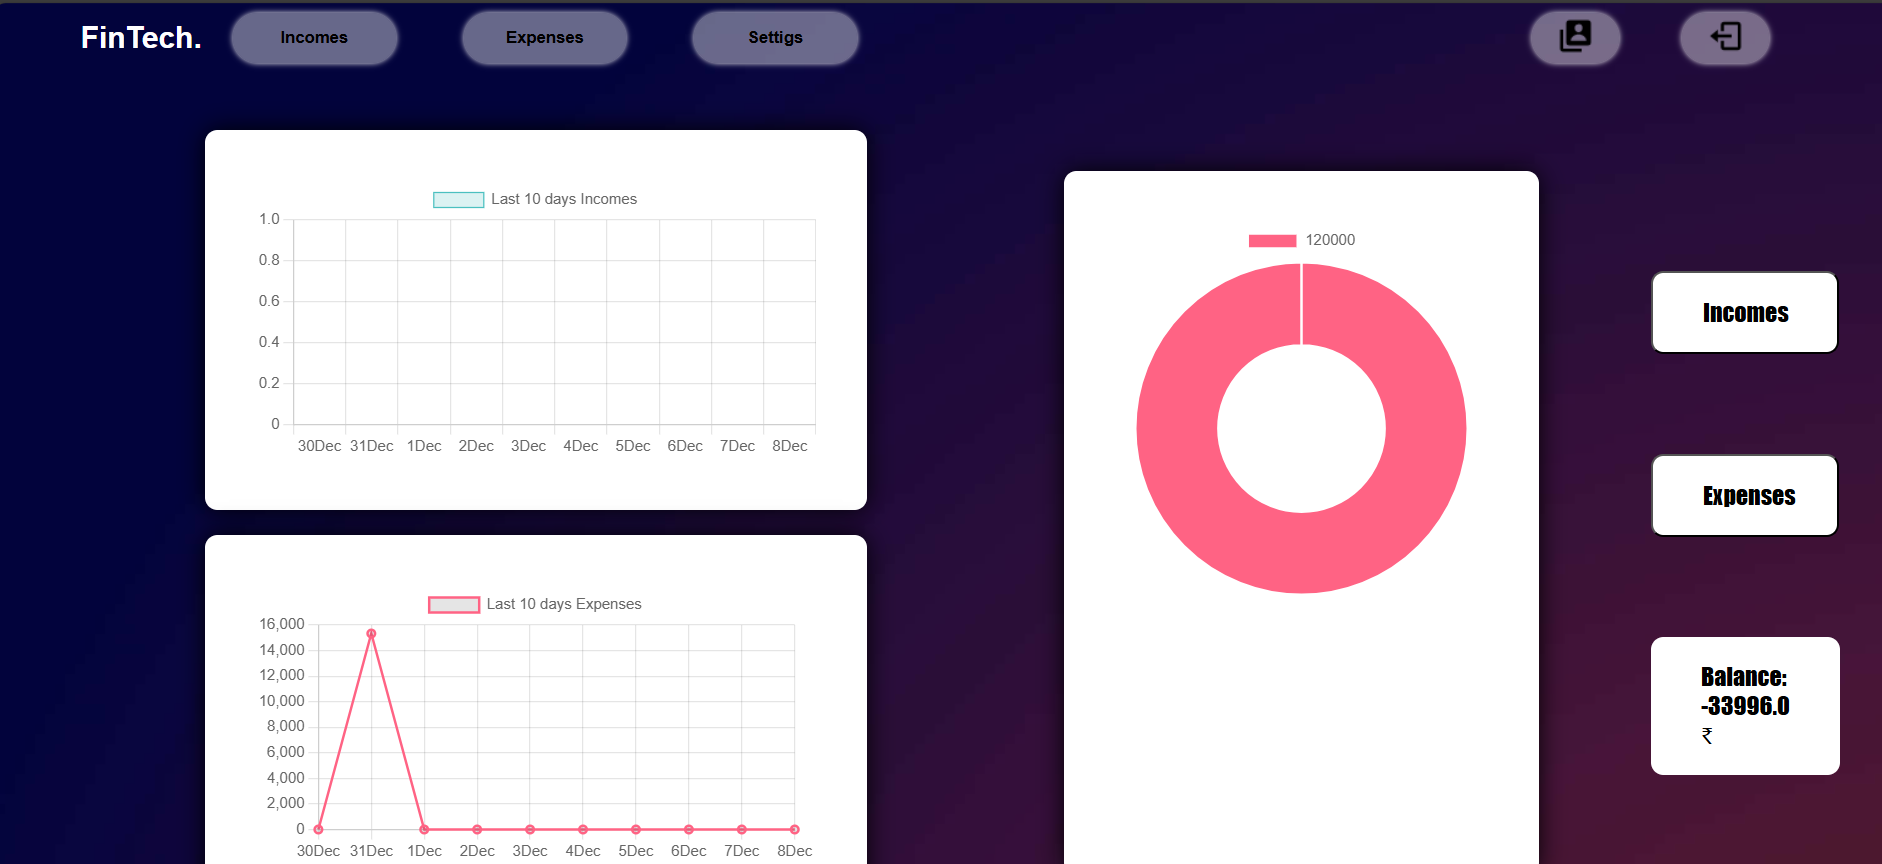 FinTech. Incomes Expenses Settigs
Last 10 days Incomes
1.0
0.8
0.6
0.4
0.2
0
30Dec 31Dec 1Dec 2Dec 3Dec 4Dec 5Dec 6Dec 7Dec 8Dec
Last 10 days Expenses
16,000
14,000
12,000
10,000
8,000
6,000
4,000
2,000
0
30Dec 31Dec 1Dec 2Dec 3Dec 4Dec 5Dec 6Dec 7Dec 8Dec
120000
Incomes
Expenses
Balance:
-33996.0
₹